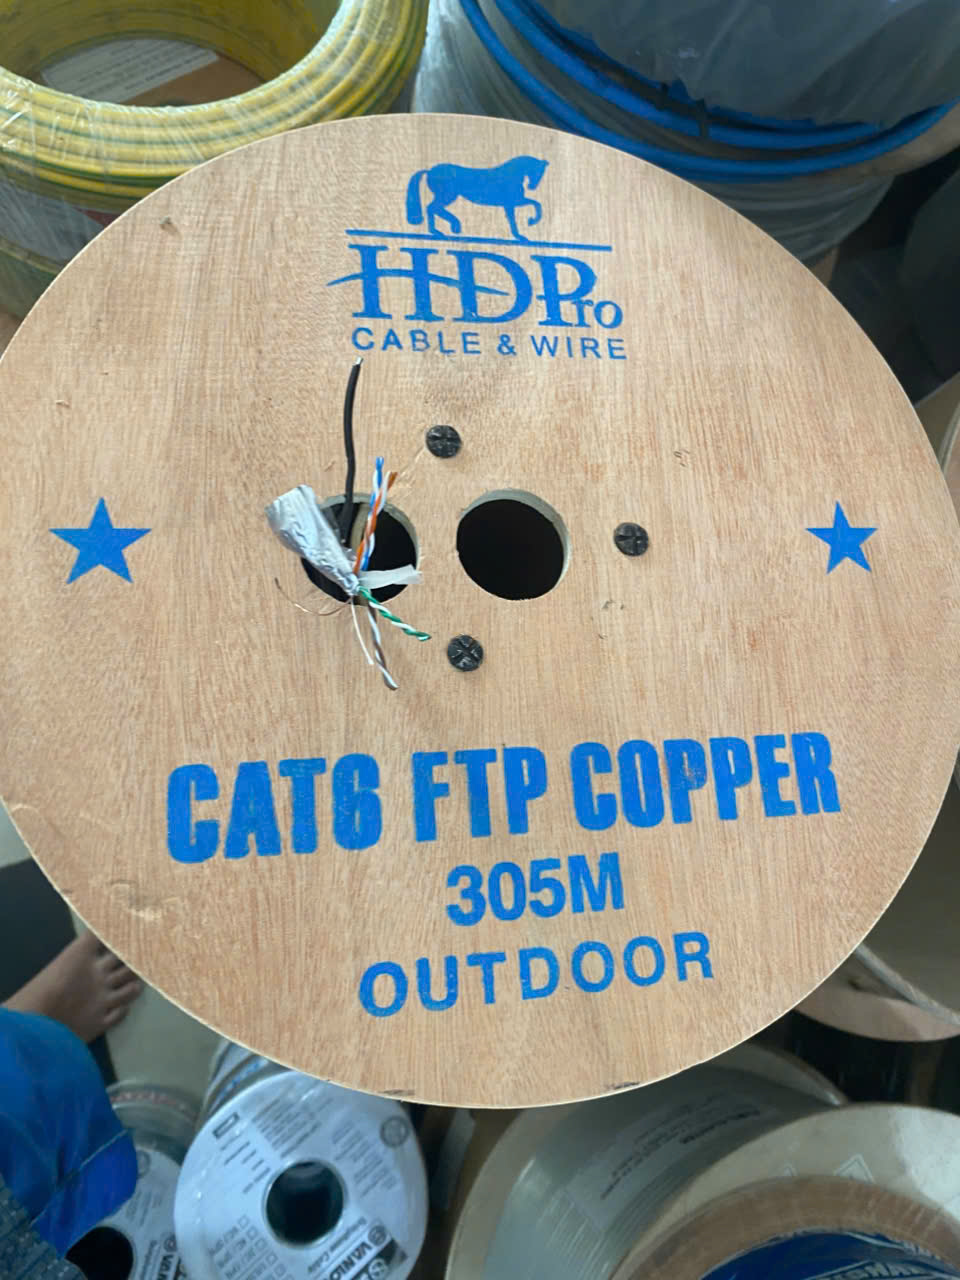 HDPro
CABLE & WIRE
CAT6 FTP COPPER
305M
OUTDOOR